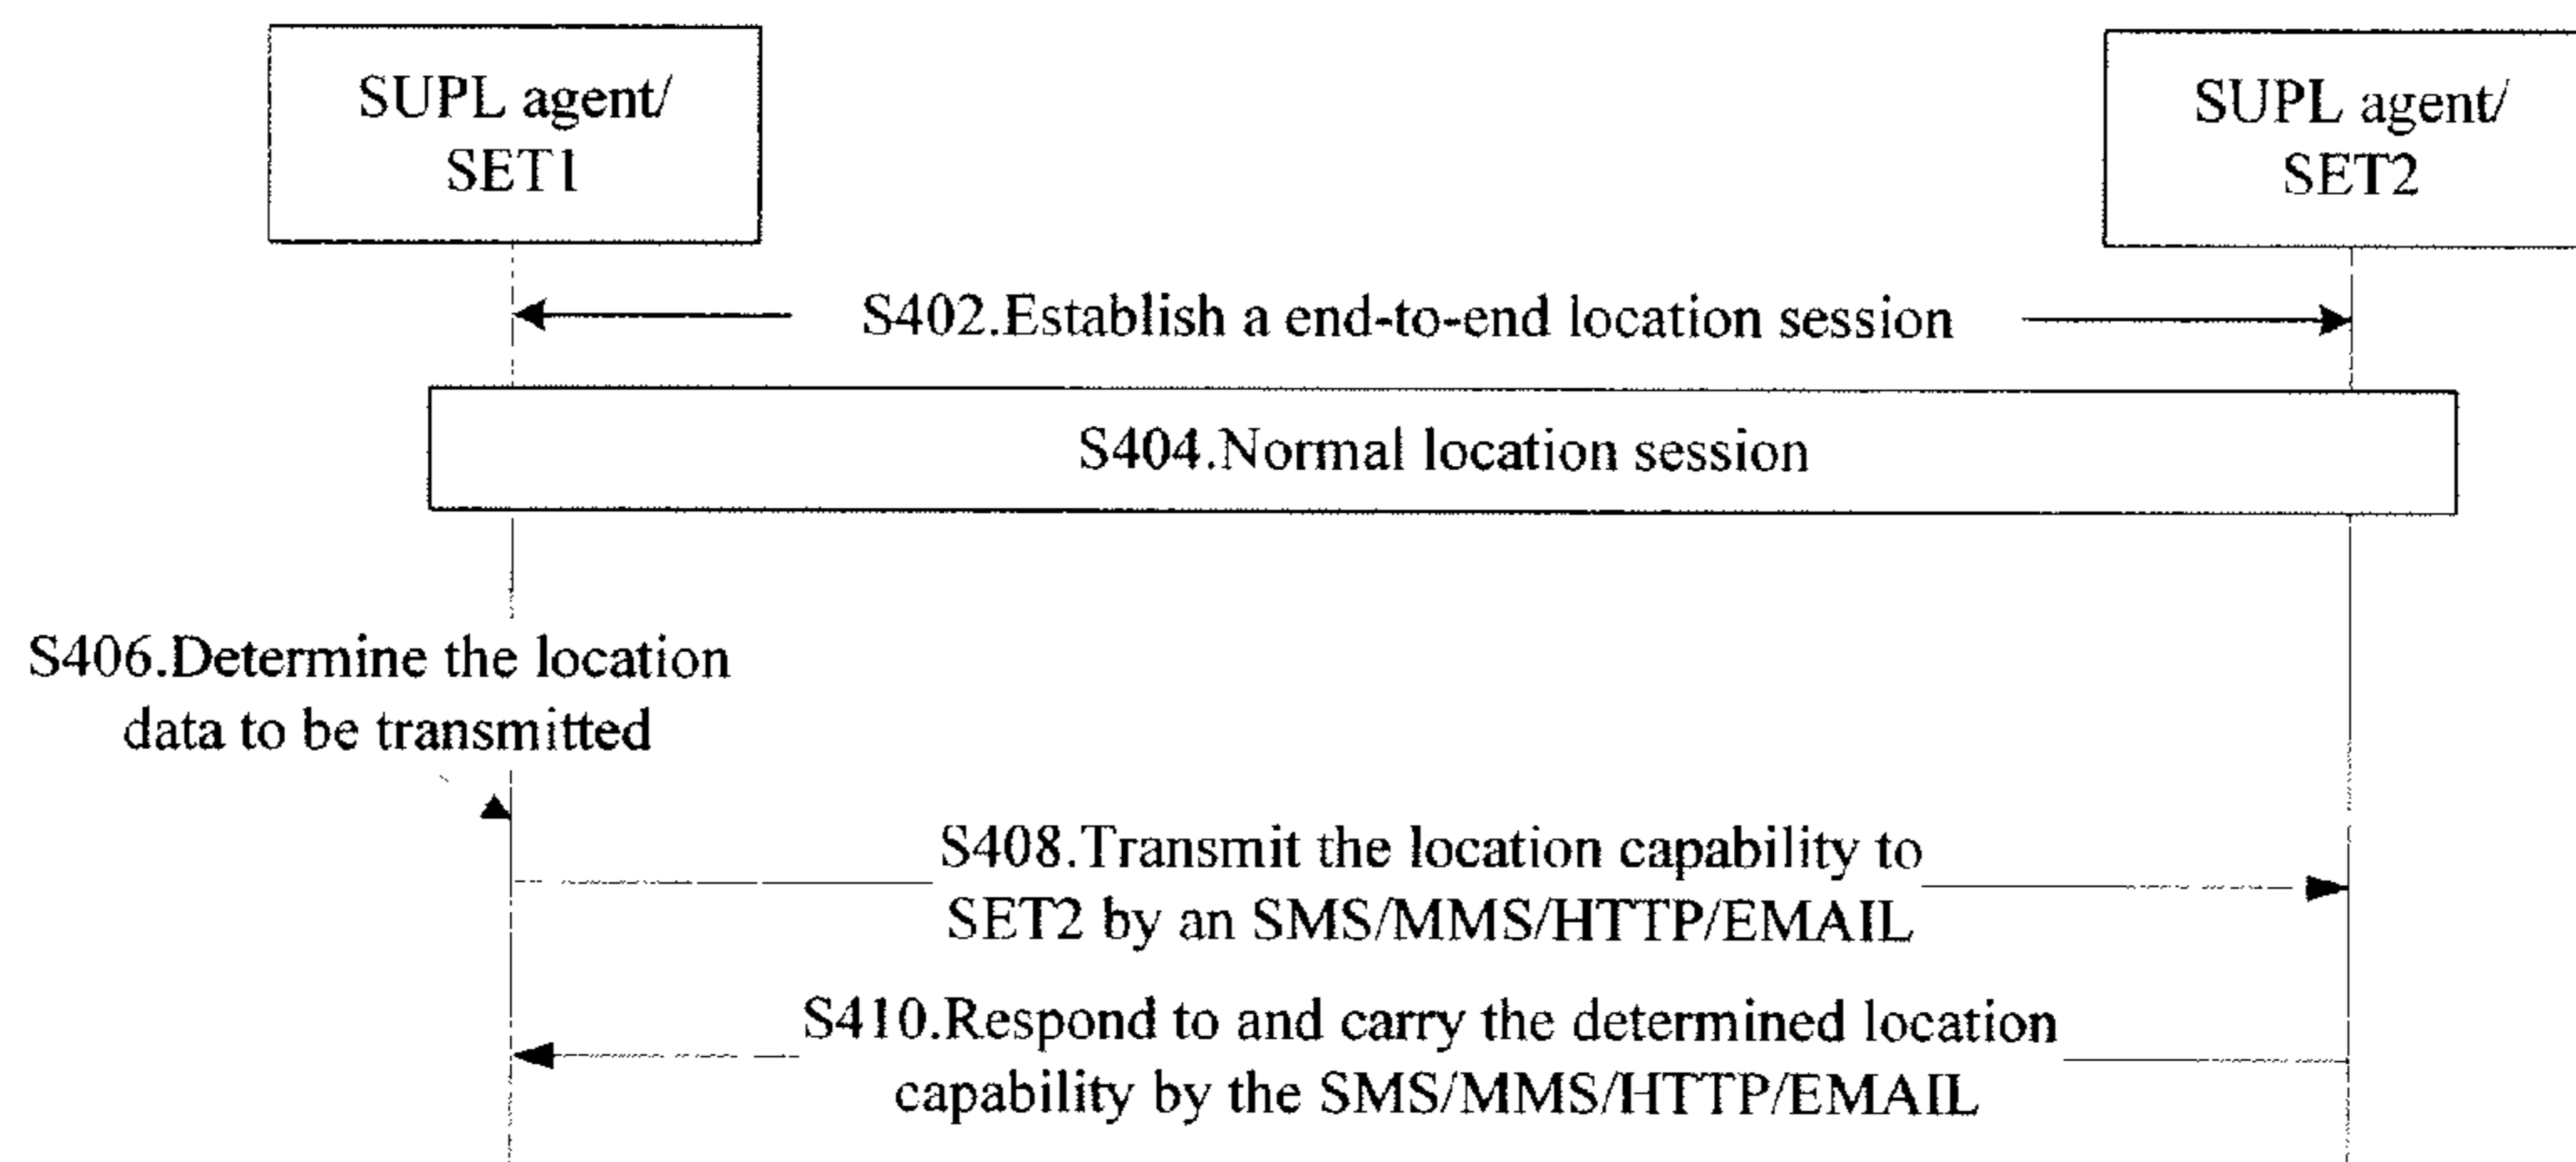 SUPL agent/
SET1
SUPL agent/
SET2
S402.Establish a end-to-end location session
S404.Normal location session
S406.Determine the location
data to be transmitted
S408.Transmit the location capability to
SET2 by an SMS/MMS/HTTP/EMAIL
S410.Respond to and carry the determined location
capability by the SMS/MMS/HTTP/EMAIL